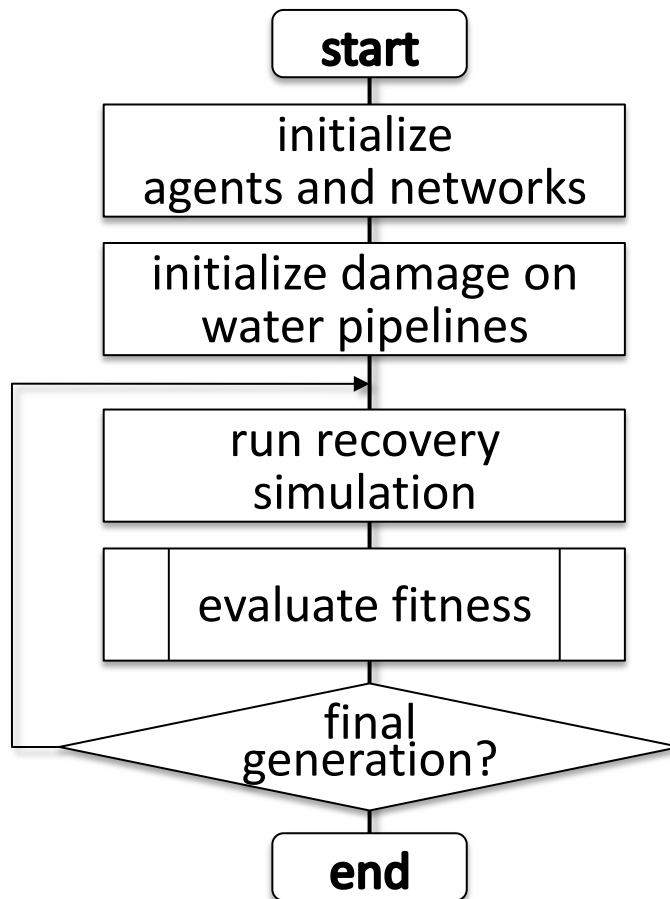 start
initialize
agents and networks
initialize damage on
water pipelines
run recovery
simulation
evaluate fitness
final
generation?
end